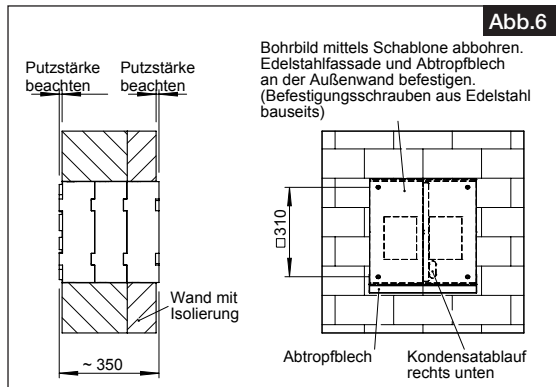 Abb.6
Bohrbild mittels Schablone abbohren.
Edelstahlfassade und Abtropfblech
an der Außenwand befestigen.
(Befestigungsschrauben aus Edelstahl
bauseits)
Putzstärke
beachten
Putzstärke
beachten
□310
Wand mit
Isolierung
~ 350
Abtropfblech
Kondensatablauf
rechts unten